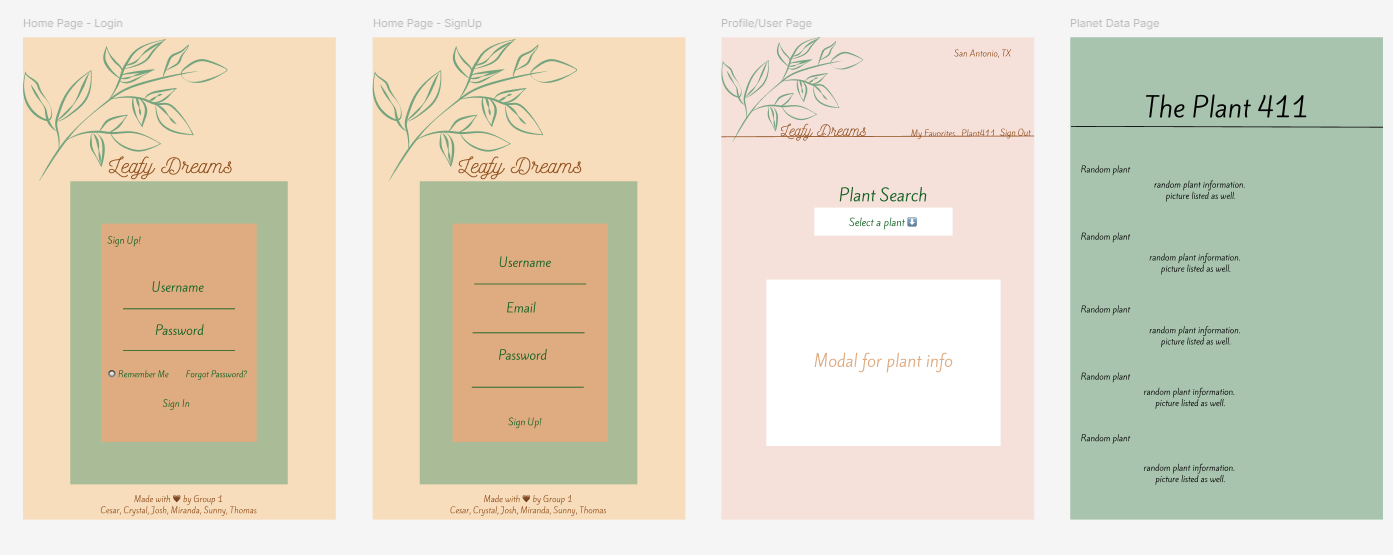 Home Page - Login
Leafy Dreams
Sign Up!
Username
Password
Remember Me Forgot Password?
Sign In
Made with 🖤 by Group 1
Cesar, Crystal, Josh, Miranda, Sunny, Thomas
Home Page - SignUp
Leafy Dreams
Username
Email
Password
Sign Up!
Made with 🖤 by Group 1
Cesar, Crystal, Josh, Miranda, Sunny, Thomas
Profile/User Page
San Antonio, TX
Leafy Dreams
My Favorites Plant411 Sign Out
Plant Search
Select a plant ⬇️
Modal for plant info
Planet Data Page
The Plant 411
Random plant
random plant information.
picture listed as well.
Random plant
random plant information.
picture listed as well.
Random plant
random plant information.
picture listed as well.
Random plant
random plant information.
picture listed as well.
Random plant
random plant information.
picture listed as well.